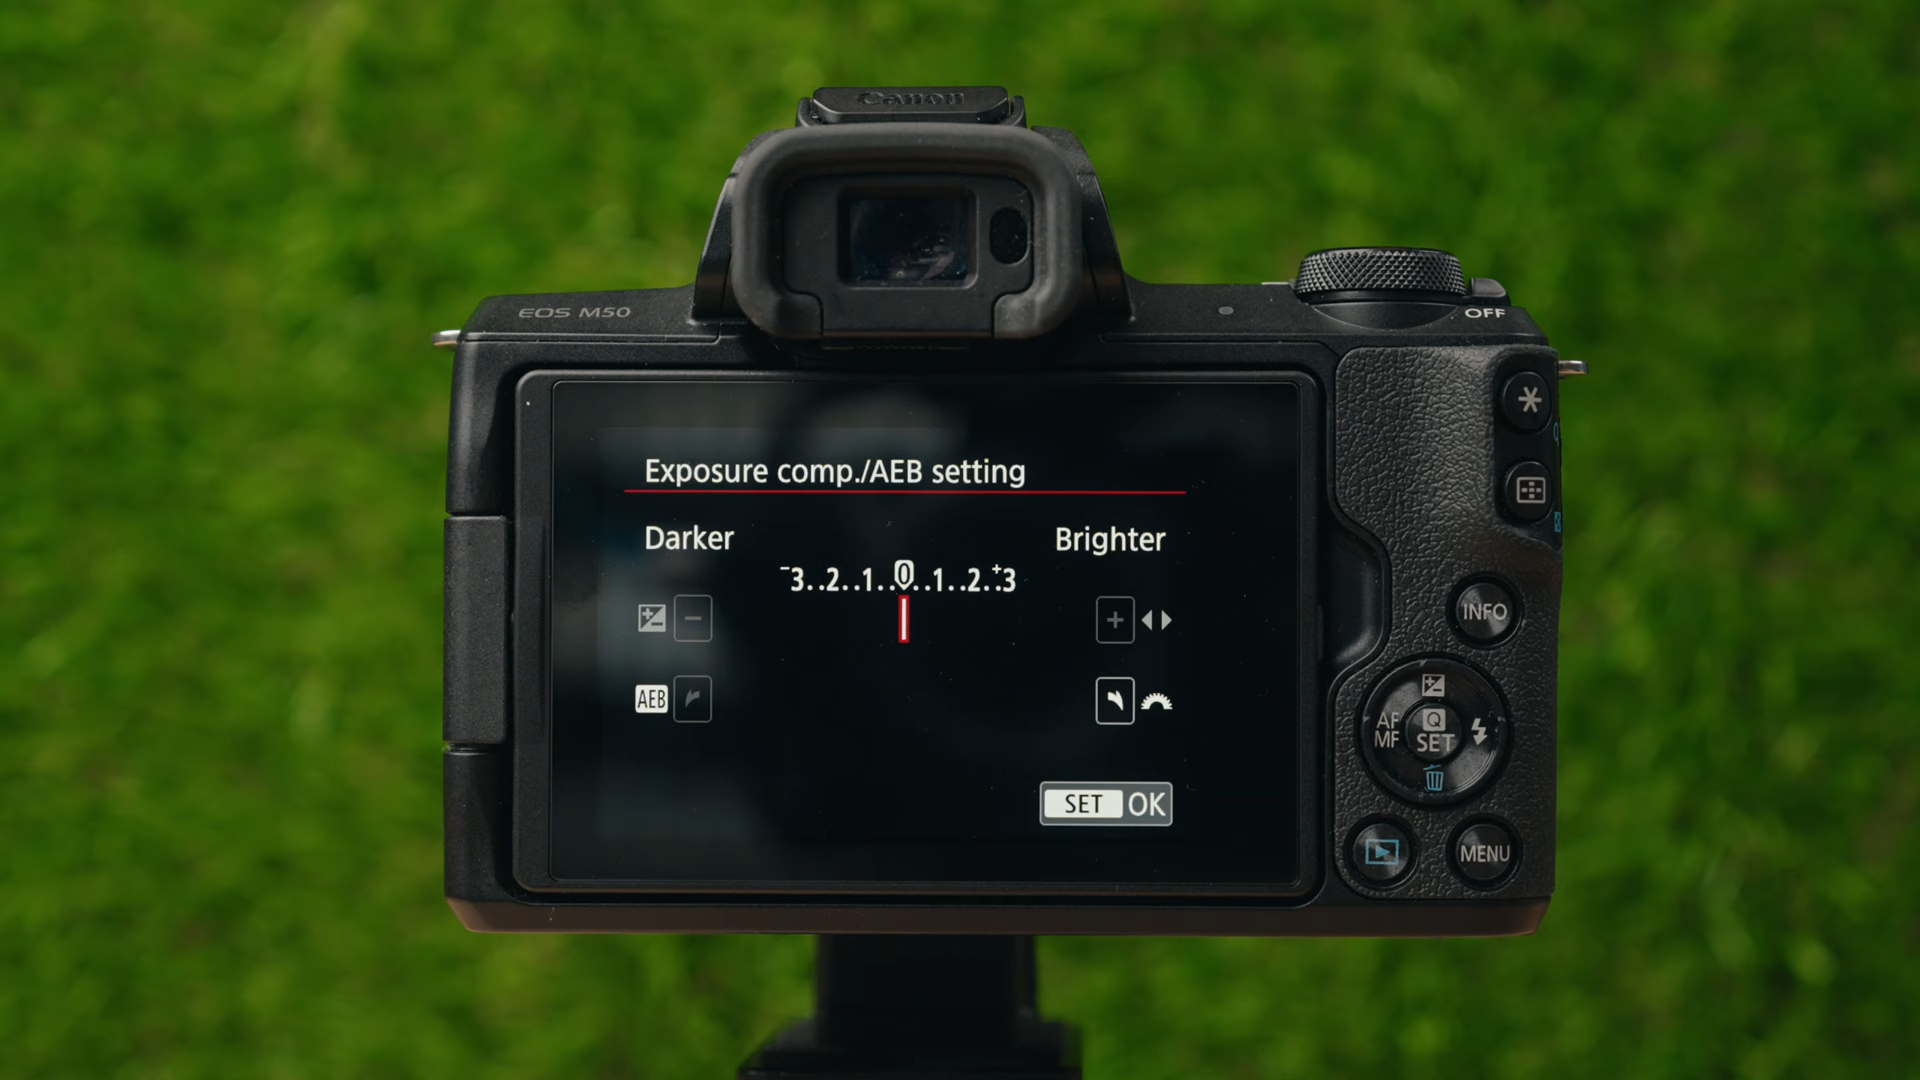 Canon
EOS M50
OFF
Exposure comp./AEB setting
Darker
Brighter
-3..2..1..0..1..2..+3
AEB
SET OK
INFO
AF
MF
Q
SET
MENU